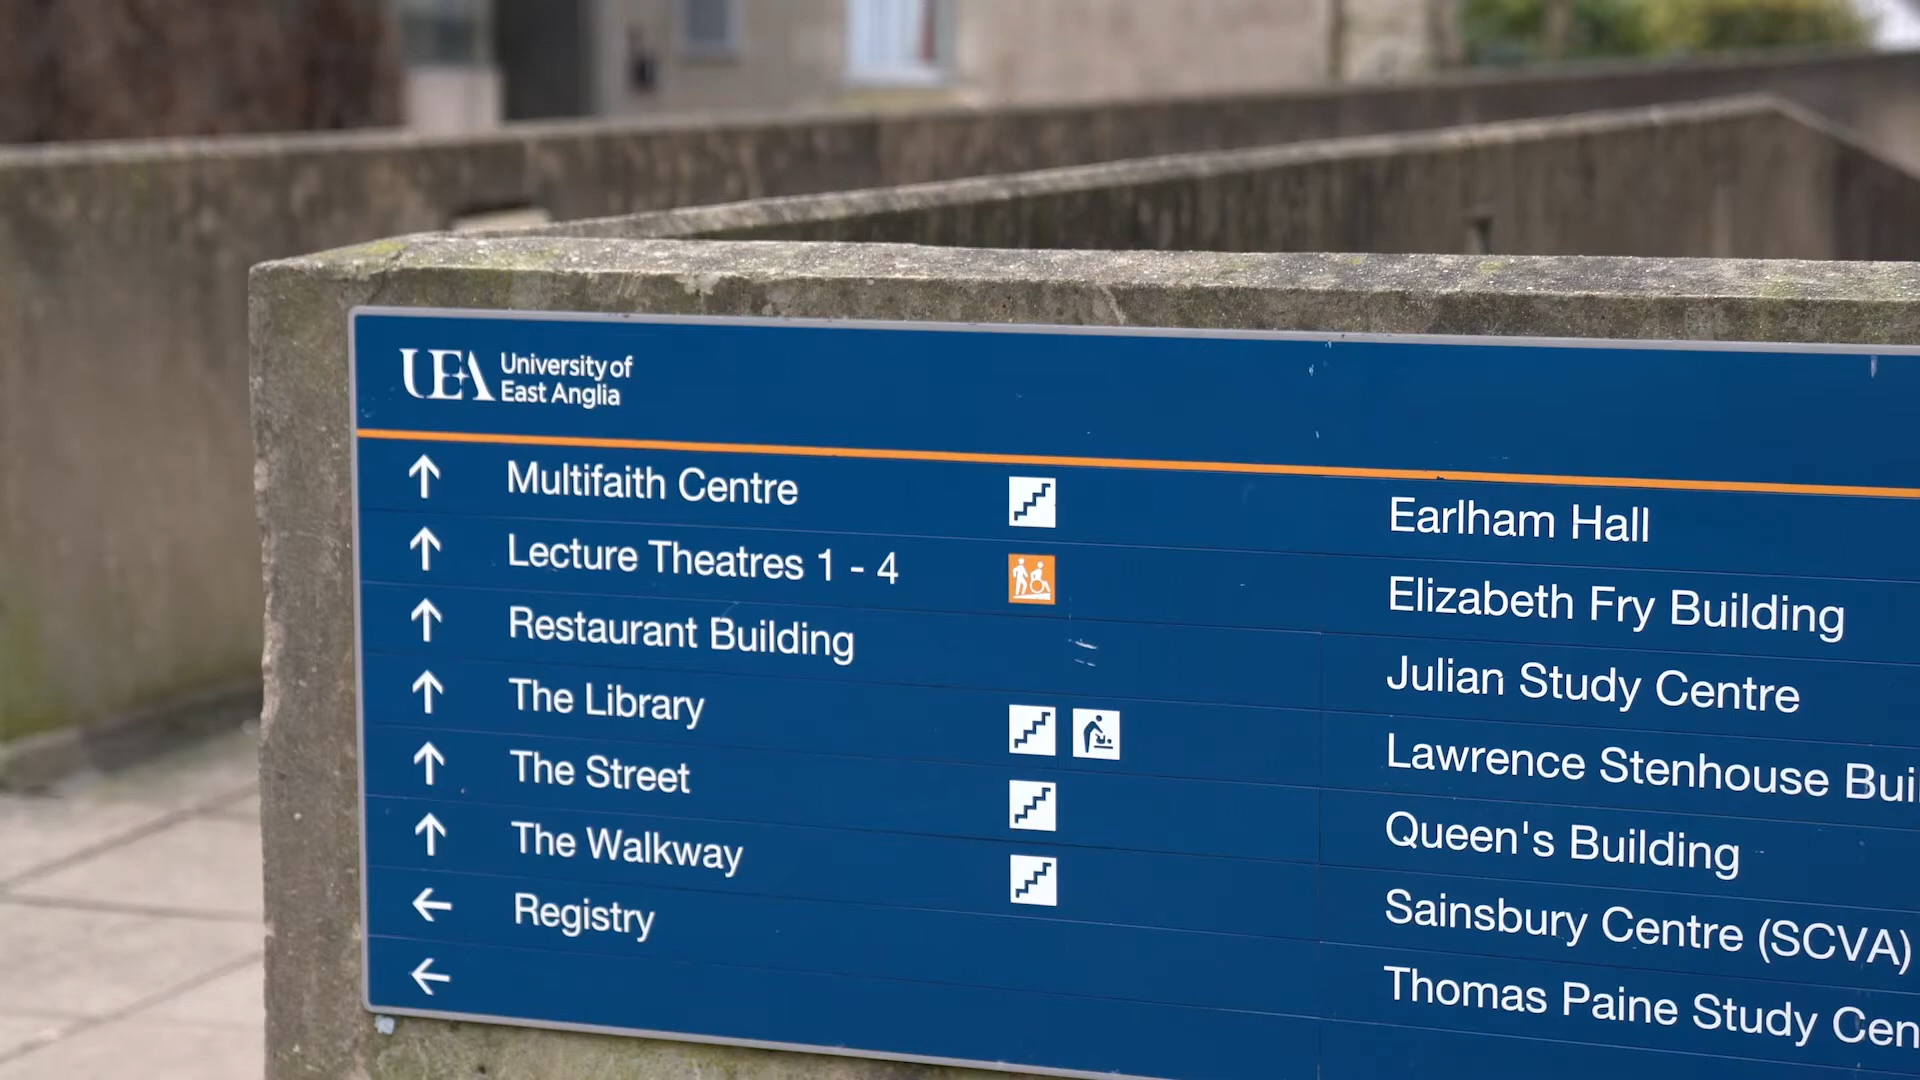 UEA University of
East Anglia
Multifaith Centre
Lecture Theatres 1 - 4
Restaurant Building
The Library
The Street
The Walkway
Registry
Earlham Hall
Elizabeth Fry Building
Julian Study Centre
Lawrence Stenhouse Bui
Queen's Building
Sainsbury Centre (SCVA)
Thomas Paine Study Cen